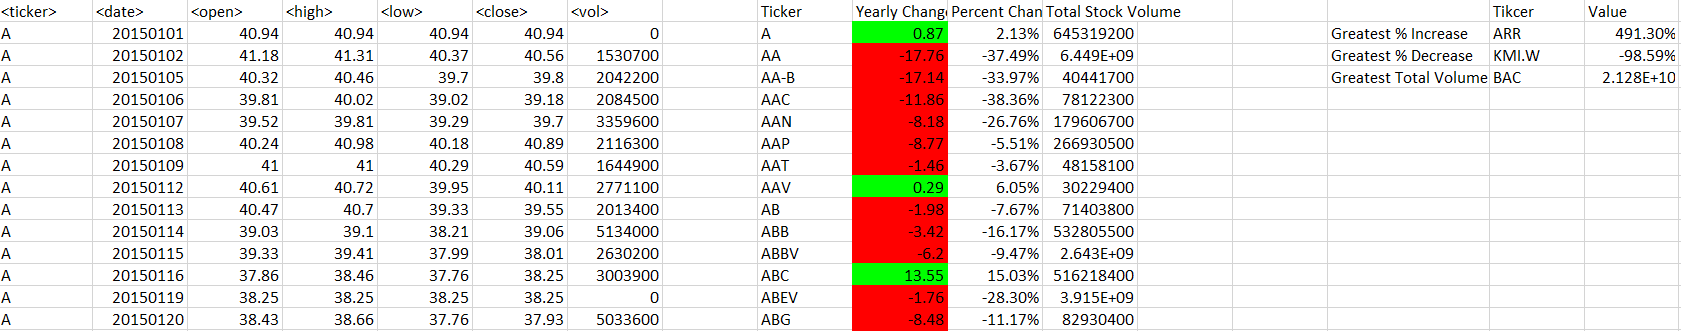 <ticker> <date> <open> <high> <low> <close> <vol> Ticker Yearly Change Percent Chan Total Stock Volume Tikcer Value
A 20150101 40.94 40.94 40.94 40.94 0 A 0.87 2.13% 645319200 Greatest % Increase ARR 491.30%
A 20150102 41.18 41.31 40.37 40.56 1530700 AA -17.76 -37.49% 6.449E+09 Greatest % Decrease KMI.W -98.59%
A 20150105 40.32 40.46 39.7 39.8 2042200 AA-B -17.14 -33.97% 40441700 Greatest Total Volume BAC 2.128E+10
A 20150106 39.81 40.02 39.02 39.18 2084500 AAC -11.86 -38.36% 78122300
A 20150107 39.52 39.81 39.29 39.7 3359600 AAN -8.18 -26.76% 179606700
A 20150108 40.24 40.98 40.18 40.89 2116300 AAP -8.77 -5.51% 266930500
A 20150109 41 41 40.29 40.59 1644900 AAT -1.46 -3.67% 48158100
A 20150112 40.61 40.72 39.95 40.11 2771100 AAV 0.29 6.05% 30229400
A 20150113 40.47 40.7 39.33 39.55 2013400 AB -1.98 -7.67% 71403800
A 20150114 39.03 39.1 38.21 39.06 5134000 ABB -3.42 -16.17% 532805500
A 20150115 39.33 39.41 37.99 38.01 2630200 ABBV -6.2 -9.47% 2.643E+09
A 20150116 37.86 38.46 37.76 38.25 3003900 ABC 13.55 15.03% 516218400
A 20150119 38.25 38.25 38.25 38.25 0 ABEV -1.76 -28.30% 3.915E+09
A 20150120 38.43 38.66 37.76 37.93 5033600 ABG -8.48 -11.17% 82930400